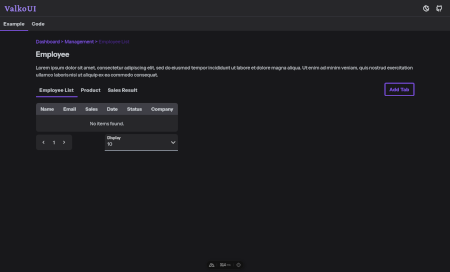 ValkoUI
Example Code
Dashboard > Management > Employee List
Employee
Lorem ipsum dolor sit amet, consectetur adipiscing elit, sed do eiusmod tempor incididunt ut labore et dolore magna aliqua. Ut enim ad minim veniam, quis nostrud exercitation
ullamco laboris nisi ut aliquip ex ea commodo consequat.
Employee List Product Sales Result Add Tab
Name Email Sales Date Status Company
No items found.
Display
< 1 > 10